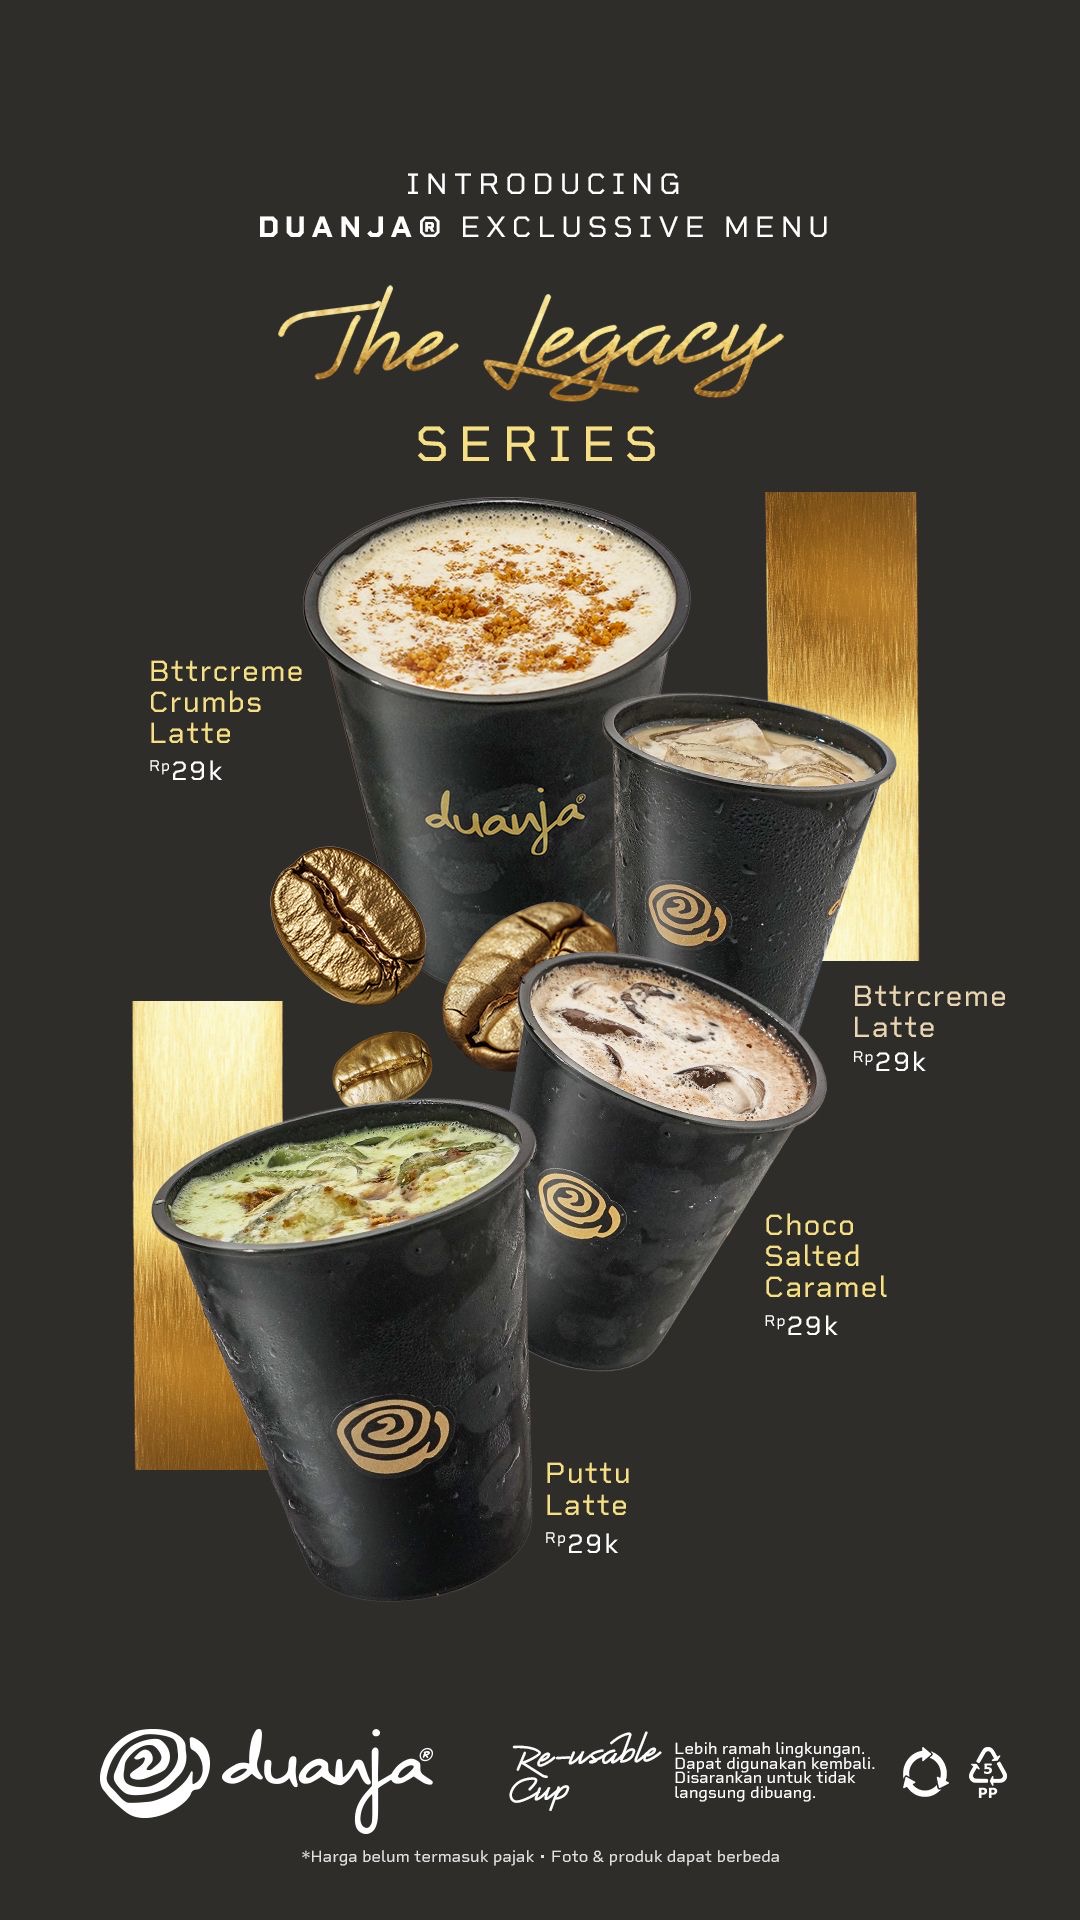 INTRODUCING
DUANJA® EXCLUSSIVE MENU
The Legacy
SERIES
Bttrcreme
Crumbs
Latte
Rp29k
duanja®
Bttrcreme
Latte
Rp29k
Choco
Salted
Caramel
Rp29k
Puttu
Latte
Rp29k
duanja®
Re-usable
Cup
Lebih ramah lingkungan.
Dapat digunakan kembali.
Disarankan untuk tidak
langsung dibuang.
5
PP
*Harga belum termasuk pajak • Foto & produk dapat berbeda